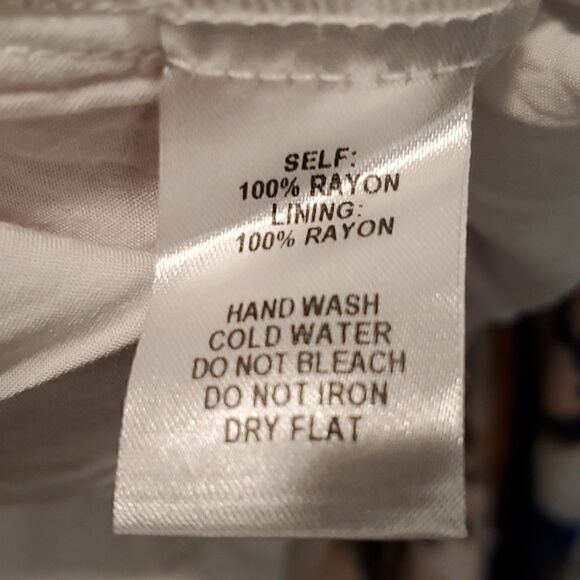 SELF:
100% RAYON
LINING:
100% RAYON
HAND WASH
COLD WATER
DO NOT BLEACH
DO NOT IRON
DRY FLAT